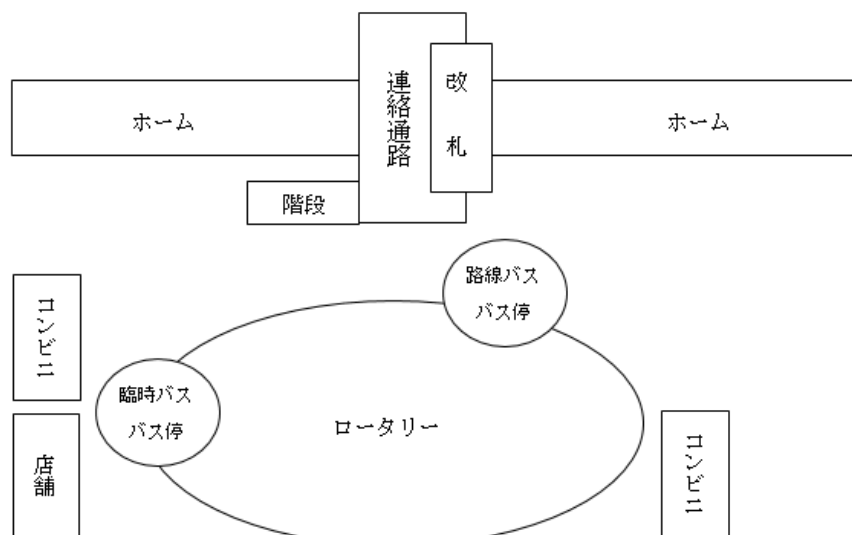 連絡通路
改札
ホーム
ホーム
階段
路線バス
バス停
コンビニ
臨時バス
バス停
ロータリー
店舗
コンビニ